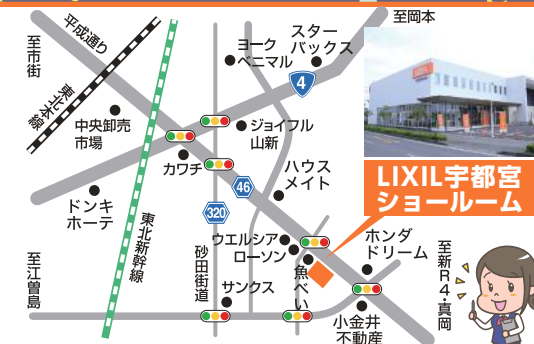 至岡本
平成通り
至市街
東北本線
ヨーク
ベニマル
スター
バックス
4
中央卸売
市場
ジョイフル
山新
カワチ
ハウス
メイト
46
LIXIL宇都宮
ショールーム
ドンキ
ホーテ
320
東北新幹線
砂田街道
ウエルシア
ローソン
魚べい
ホンダ
ドリーム
至江曽島
サンクス
小金井
不動産
至新R4・真岡